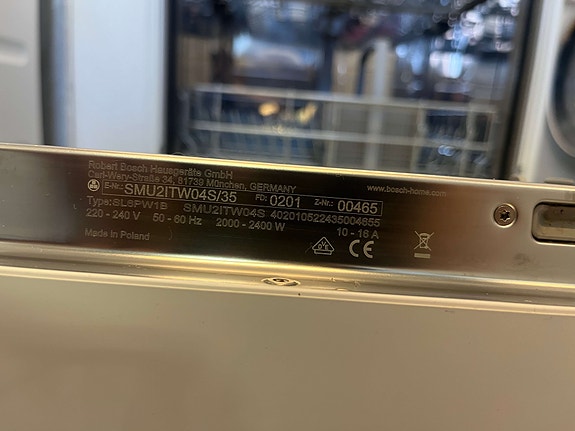 Robert Bosch Hausgeräte GmbH
Carl-Wery-Straße 34, 81739 München, GERMANY
www.bosch-home.com
E-Nr.: SMU2ITW04S/35 FD: 0201 Z-Nr.: 00465
Type:SL6PW1B SMU2ITW04S 402010522435004655
220 - 240 V 50 - 60 Hz 2000 - 2400 W 10 - 16 A
Made in Poland
CE